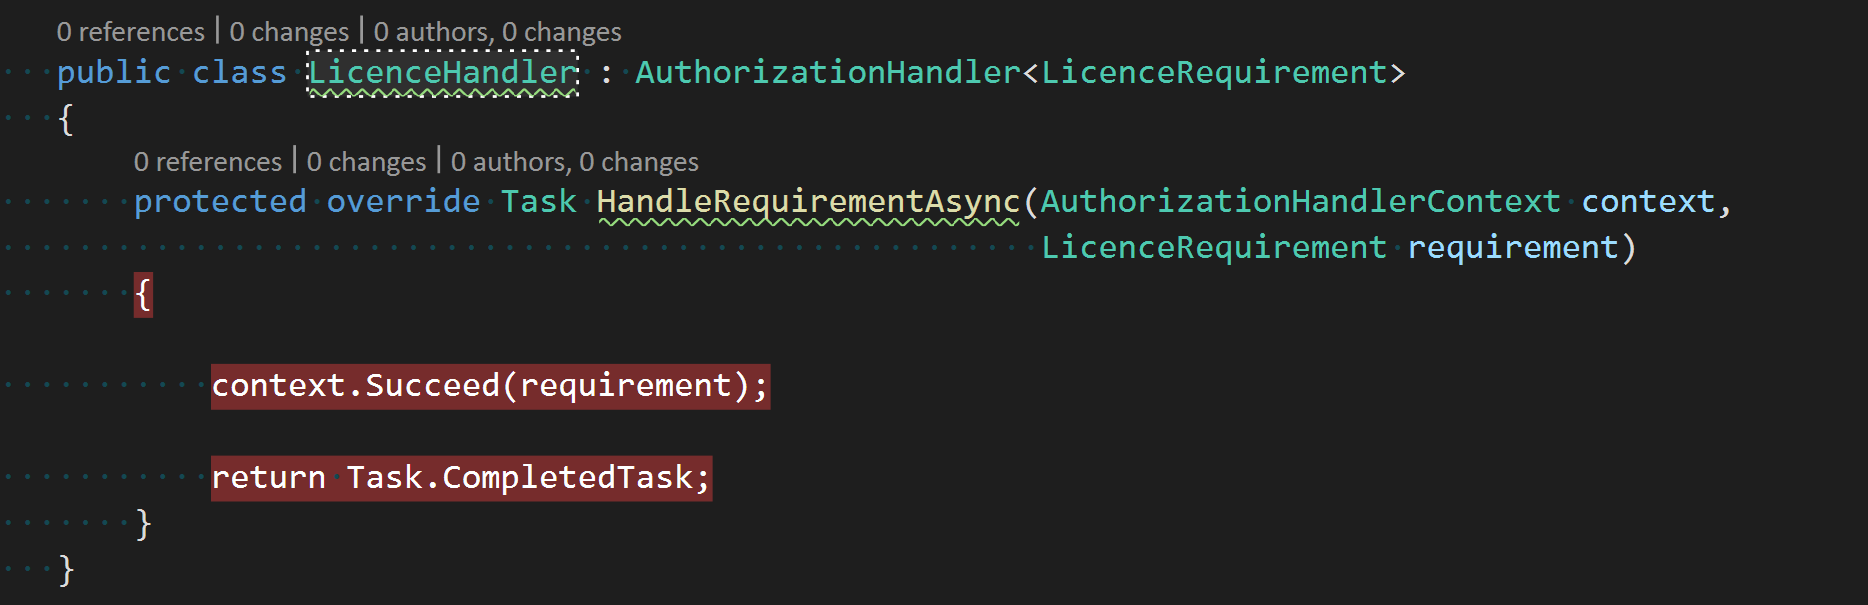 0 references | 0 changes | 0 authors, 0 changes
public class LicenceHandler : AuthorizationHandler<LicenceRequirement>
{
0 references | 0 changes | 0 authors, 0 changes
protected override Task HandleRequirementAsync(AuthorizationHandlerContext context,
LicenceRequirement requirement)
{
context.Succeed(requirement);
return Task.CompletedTask;
}
}